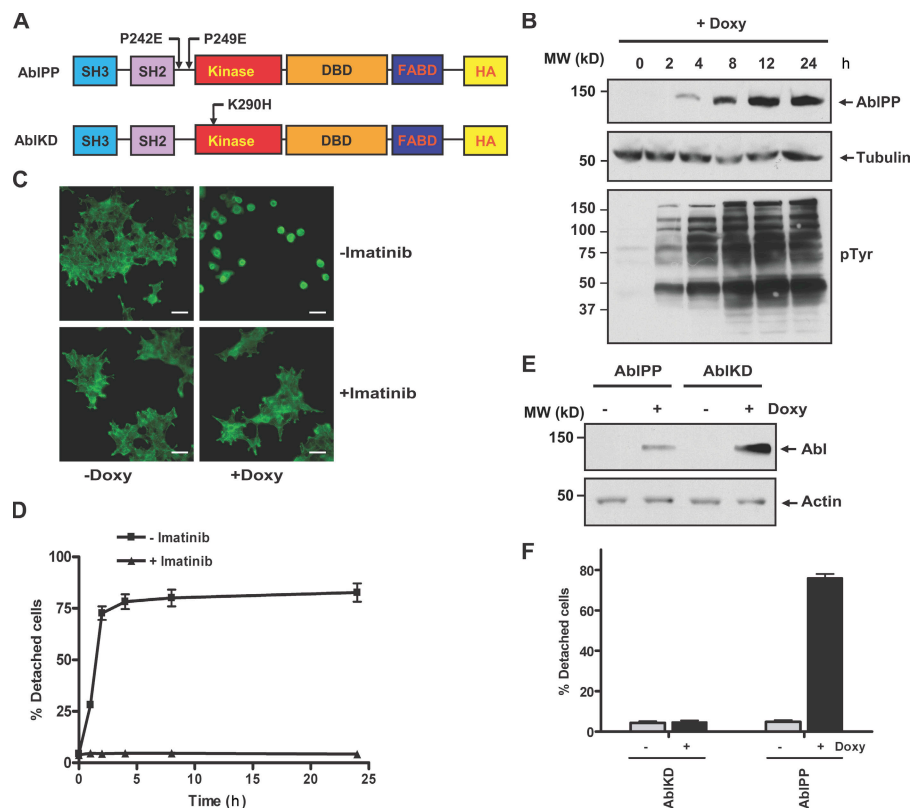 A
P242E P249E
AblPP SH3 SH2 Kinase DBD FABD HA
K290H
AblKD SH3 SH2 Kinase DBD FABD HA
B
+ Doxy
MW (kD) 0 2 4 8 12 24 h
150
AblPP
50
Tubulin
150
100
75
50
37
pTyr
C
-Imatinib
+Imatinib
-Doxy +Doxy
D
- Imatinib
+ Imatinib
% Detached cells
100
75
50
25
0
0 5 10 15 20 25
Time (h)
E
AblPP AblKD
MW (kD) - + - + Doxy
150
Abl
50
Actin
F
% Detached cells
80
60
40
20
0
- + - + Doxy
AblKD AblPP